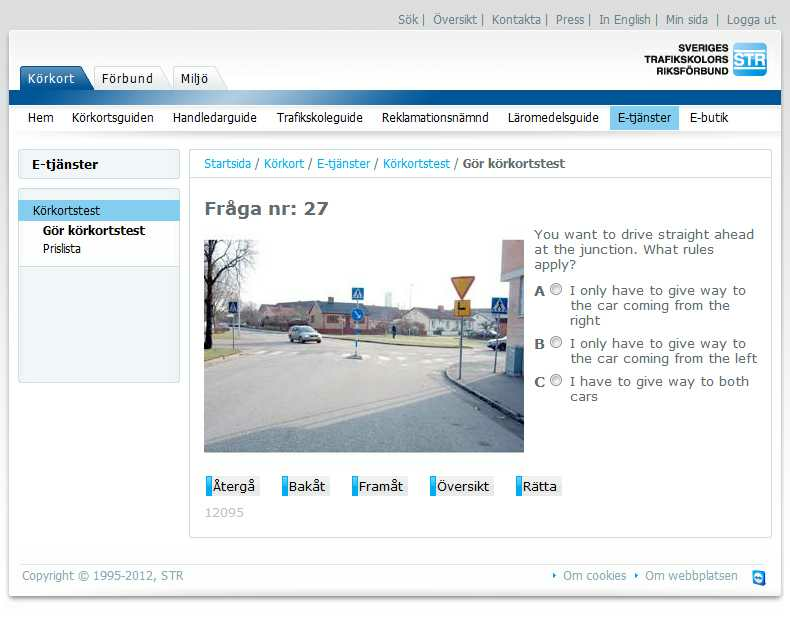 Sök | Översikt | Kontakta | Press | In English | Min sida | Logga ut
SVERIGES
TRAFIKSKOLORS
RIKSFÖRBUND
STR
Körkort Förbund Miljö
Hem Körkortsguiden Handledarguide Trafikskoleguide Reklamationsnämnd Läromedelsguide E-tjänster E-butik
E-tjänster
Körkortstest
Gör körkortstest
Prislista
Startsida / Körkort / E-tjänster / Körkortstest / Gör körkortstest
Fråga nr: 27
You want to drive straight ahead
at the junction. What rules
apply?
A I only have to give way to
the car coming from the
right
B I only have to give way to
the car coming from the left
C I have to give way to both
cars
Återgå Bakåt Framåt Översikt Rätta
12095
Copyright © 1995-2012, STR
Om cookies Om webbplatsen